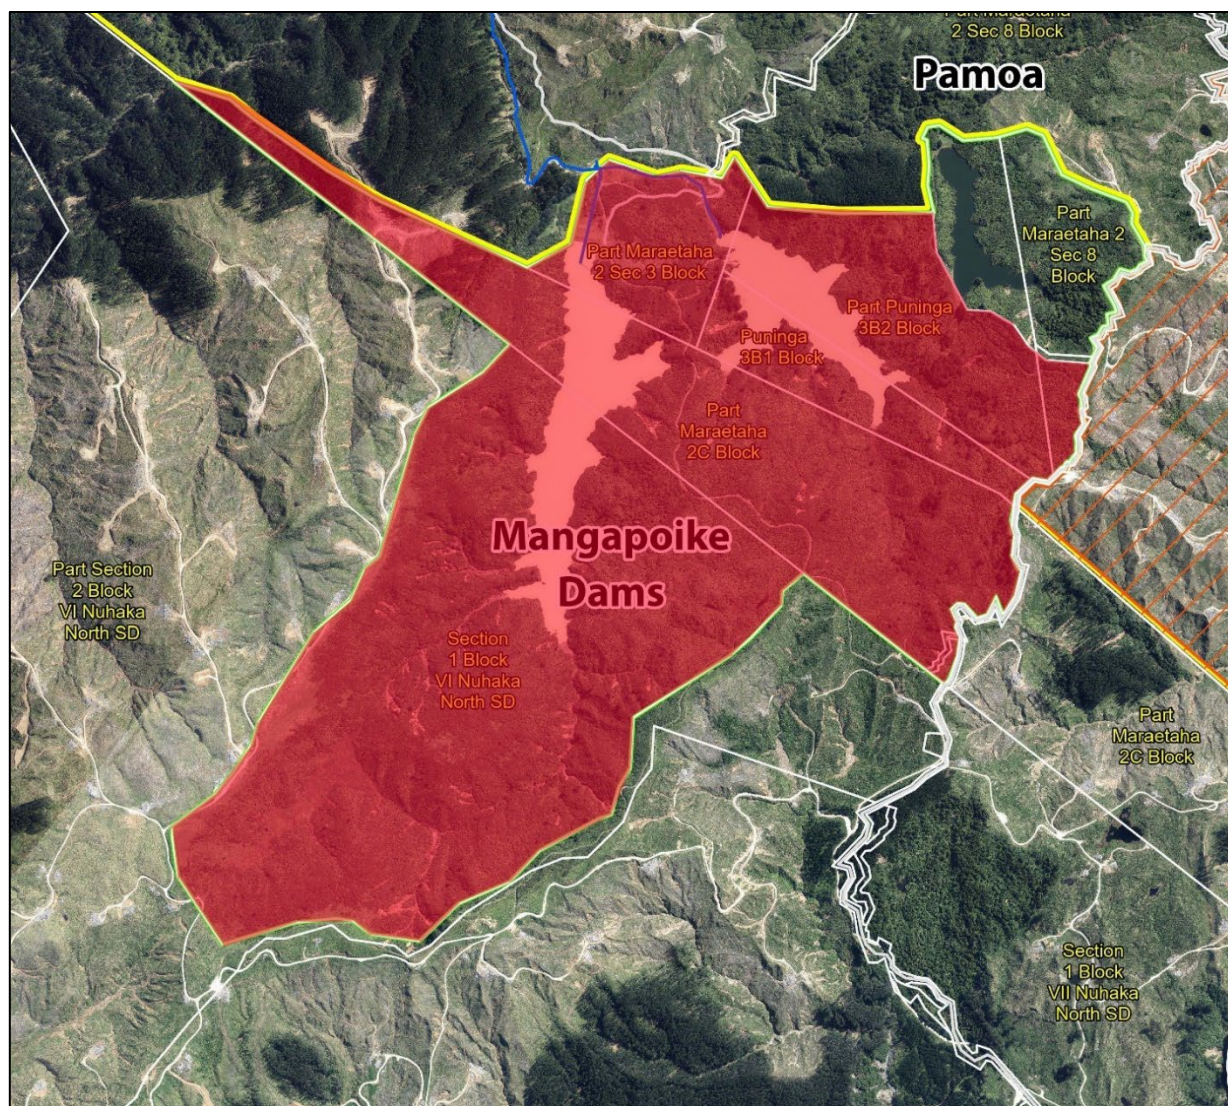 Part Maraetaha
2 Sec 8 Block
Pamoa
Part
Maraetaha 2
Sec 8
Block
Part Maraetaha
2 Sec 3 Block
Part Puninga
3B2 Block
Puninga
3B1 Block
Part
Maraetaha
2C Block
Mangapoike
Dams
Part Section
2 Block
VI Nuhaka
North SD
Section
1 Block
VI Nuhaka
North SD
Part
Maraetaha
2C Block
Section
1 Block
VII Nuhaka
North SD